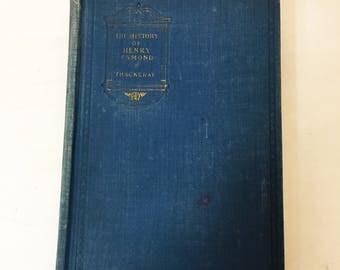 THE HISTORY
OF
HENRY
ESMOND
THACKERAY